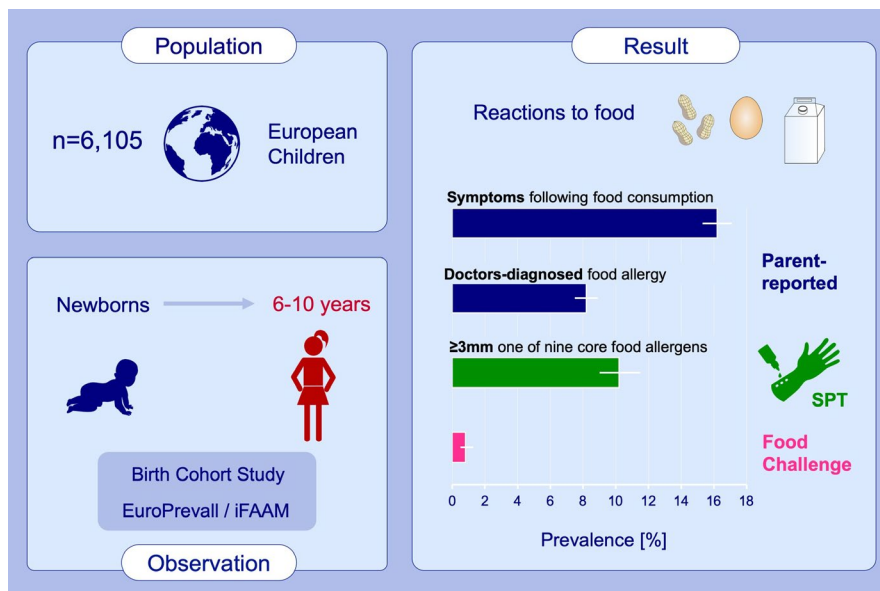 Population
n=6,105
European
Children
Newborns
6-10 years
Birth Cohort Study
EuroPrevall / iFAAM
Observation
Result
Reactions to food
Symptoms following food consumption
Doctors-diagnosed food allergy
Parent-
reported
≥3mm one of nine core food allergens
SPT
Food
Challenge
0 2 4 6 8 10 12 14 16 18
Prevalence [%]